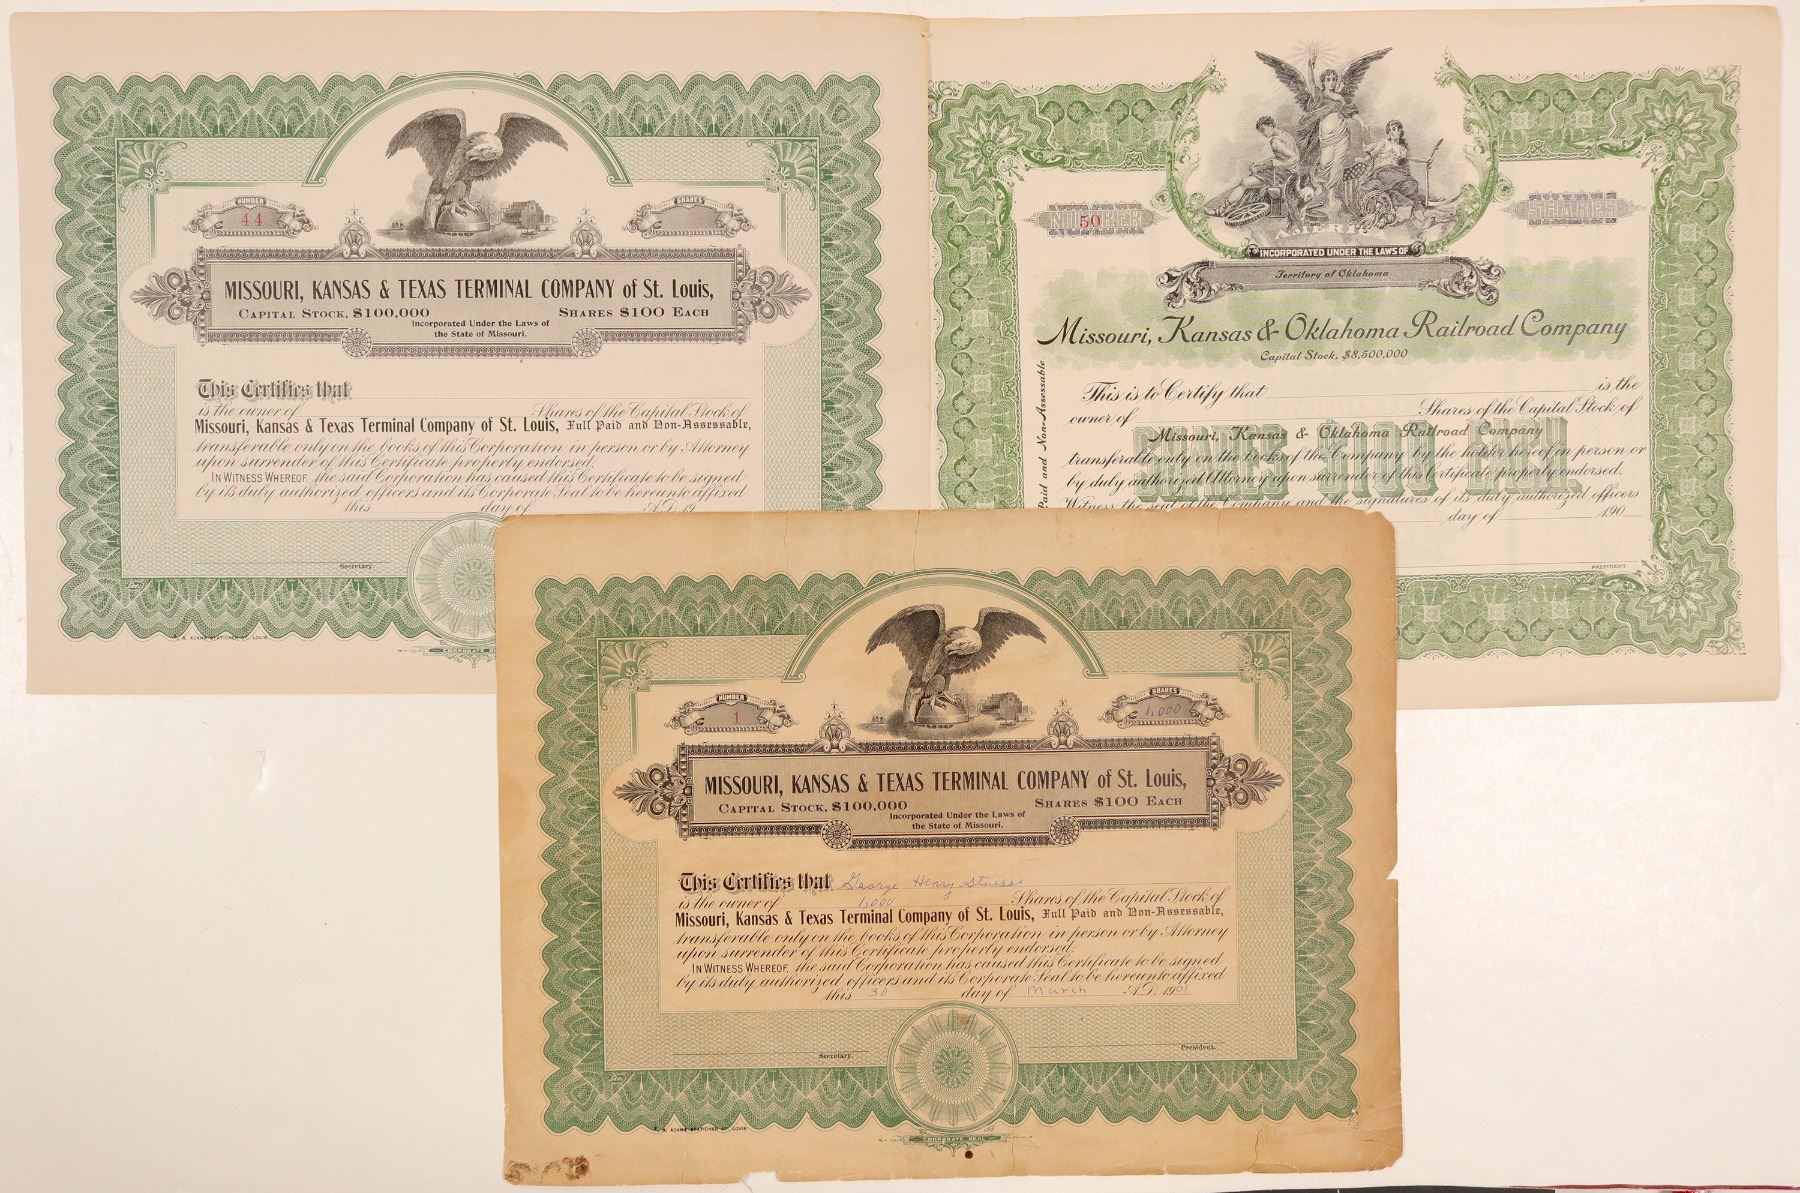 NUMBER
44
SHARES
MISSOURI, KANSAS & TEXAS TERMINAL COMPANY of St. Louis,
CAPITAL STOCK, $100,000 SHARES $100 EACH
Incorporated Under the Laws of
the State of Missouri.
This Certifies that
is the owner of Shares of the Capital Stock of
Missouri, Kansas & Texas Terminal Company of St. Louis, Full Paid and Non-Assessable,
transferable only on the books of this Corporation in person or by Attorney
upon surrender of this Certificate properly endorsed.
IN WITNESS WHEREOF, the said Corporation has caused this Certificate to be signed
by its duly authorized officers and its Corporate Seal to be hereunto affixed
this day of A.D. 19
Secretary.
ADAMS STATIONER ST. LOUIS
CORPORATE SEAL
NUMBER
50
SHARES
INCORPORATED UNDER THE LAWS OF
Territory of Oklahoma
Missouri, Kansas & Oklahoma Railroad Company
Capital Stock, $8,500,000
Paid and Non-Assessable
This is to Certify that is the
owner of Shares of the Capital Stock of
Missouri, Kansas & Oklahoma Railroad Company
transferable only on the books of the Company by the holder hereof in person or
by duly authorized Attorney upon surrender of this Certificate properly endorsed.
Witness the seal of the Company and the signatures of its duly authorized officers
day of 190
SHARES $100 EACH
PRESIDENT
NUMBER
1
SHARES
1,000
MISSOURI, KANSAS & TEXAS TERMINAL COMPANY of St. Louis,
CAPITAL STOCK, $100,000 SHARES $100 EACH
Incorporated Under the Laws of
the State of Missouri.
This Certifies that George Henry
is the owner of 1,000 Shares of the Capital Stock of
Missouri, Kansas & Texas Terminal Company of St. Louis, Full Paid and Non-Assessable,
transferable only on the books of this Corporation in person or by Attorney
upon surrender of this Certificate properly endorsed.
IN WITNESS WHEREOF, the said Corporation has caused this Certificate to be signed
by its duly authorized officers and its Corporate Seal to be hereunto affixed
this 30 day of March A.D. 1901
Secretary.
President.
ADAMS STATIONER ST. LOUIS
CORPORATE SEAL